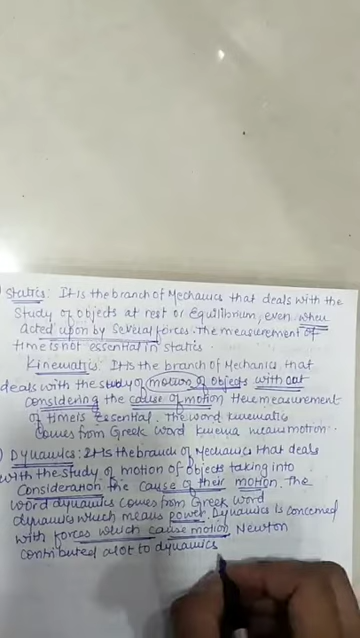 Statics: It is the branch of Mechanics that deals with the
study of objects at rest or Equilibrium, even when
acted upon by several forces. The measurement of
time is not essential in statics.
Kinematics: It is the branch of Mechanics that
deals with the study of motion of objects with out
considering the cause of motion Here measurement
of time is Essential. The word kinematics
comes from Greek word kinema means motion.
Dynamics: It is the branch of Mechanics that deals
with the study of motion of objects taking into
Consideration the cause of their motion. The
word dynamics comes from Greek word
dynamics which means power. Dynamics is concerned
with forces which cause motion Newton
contributed alot to dynamics